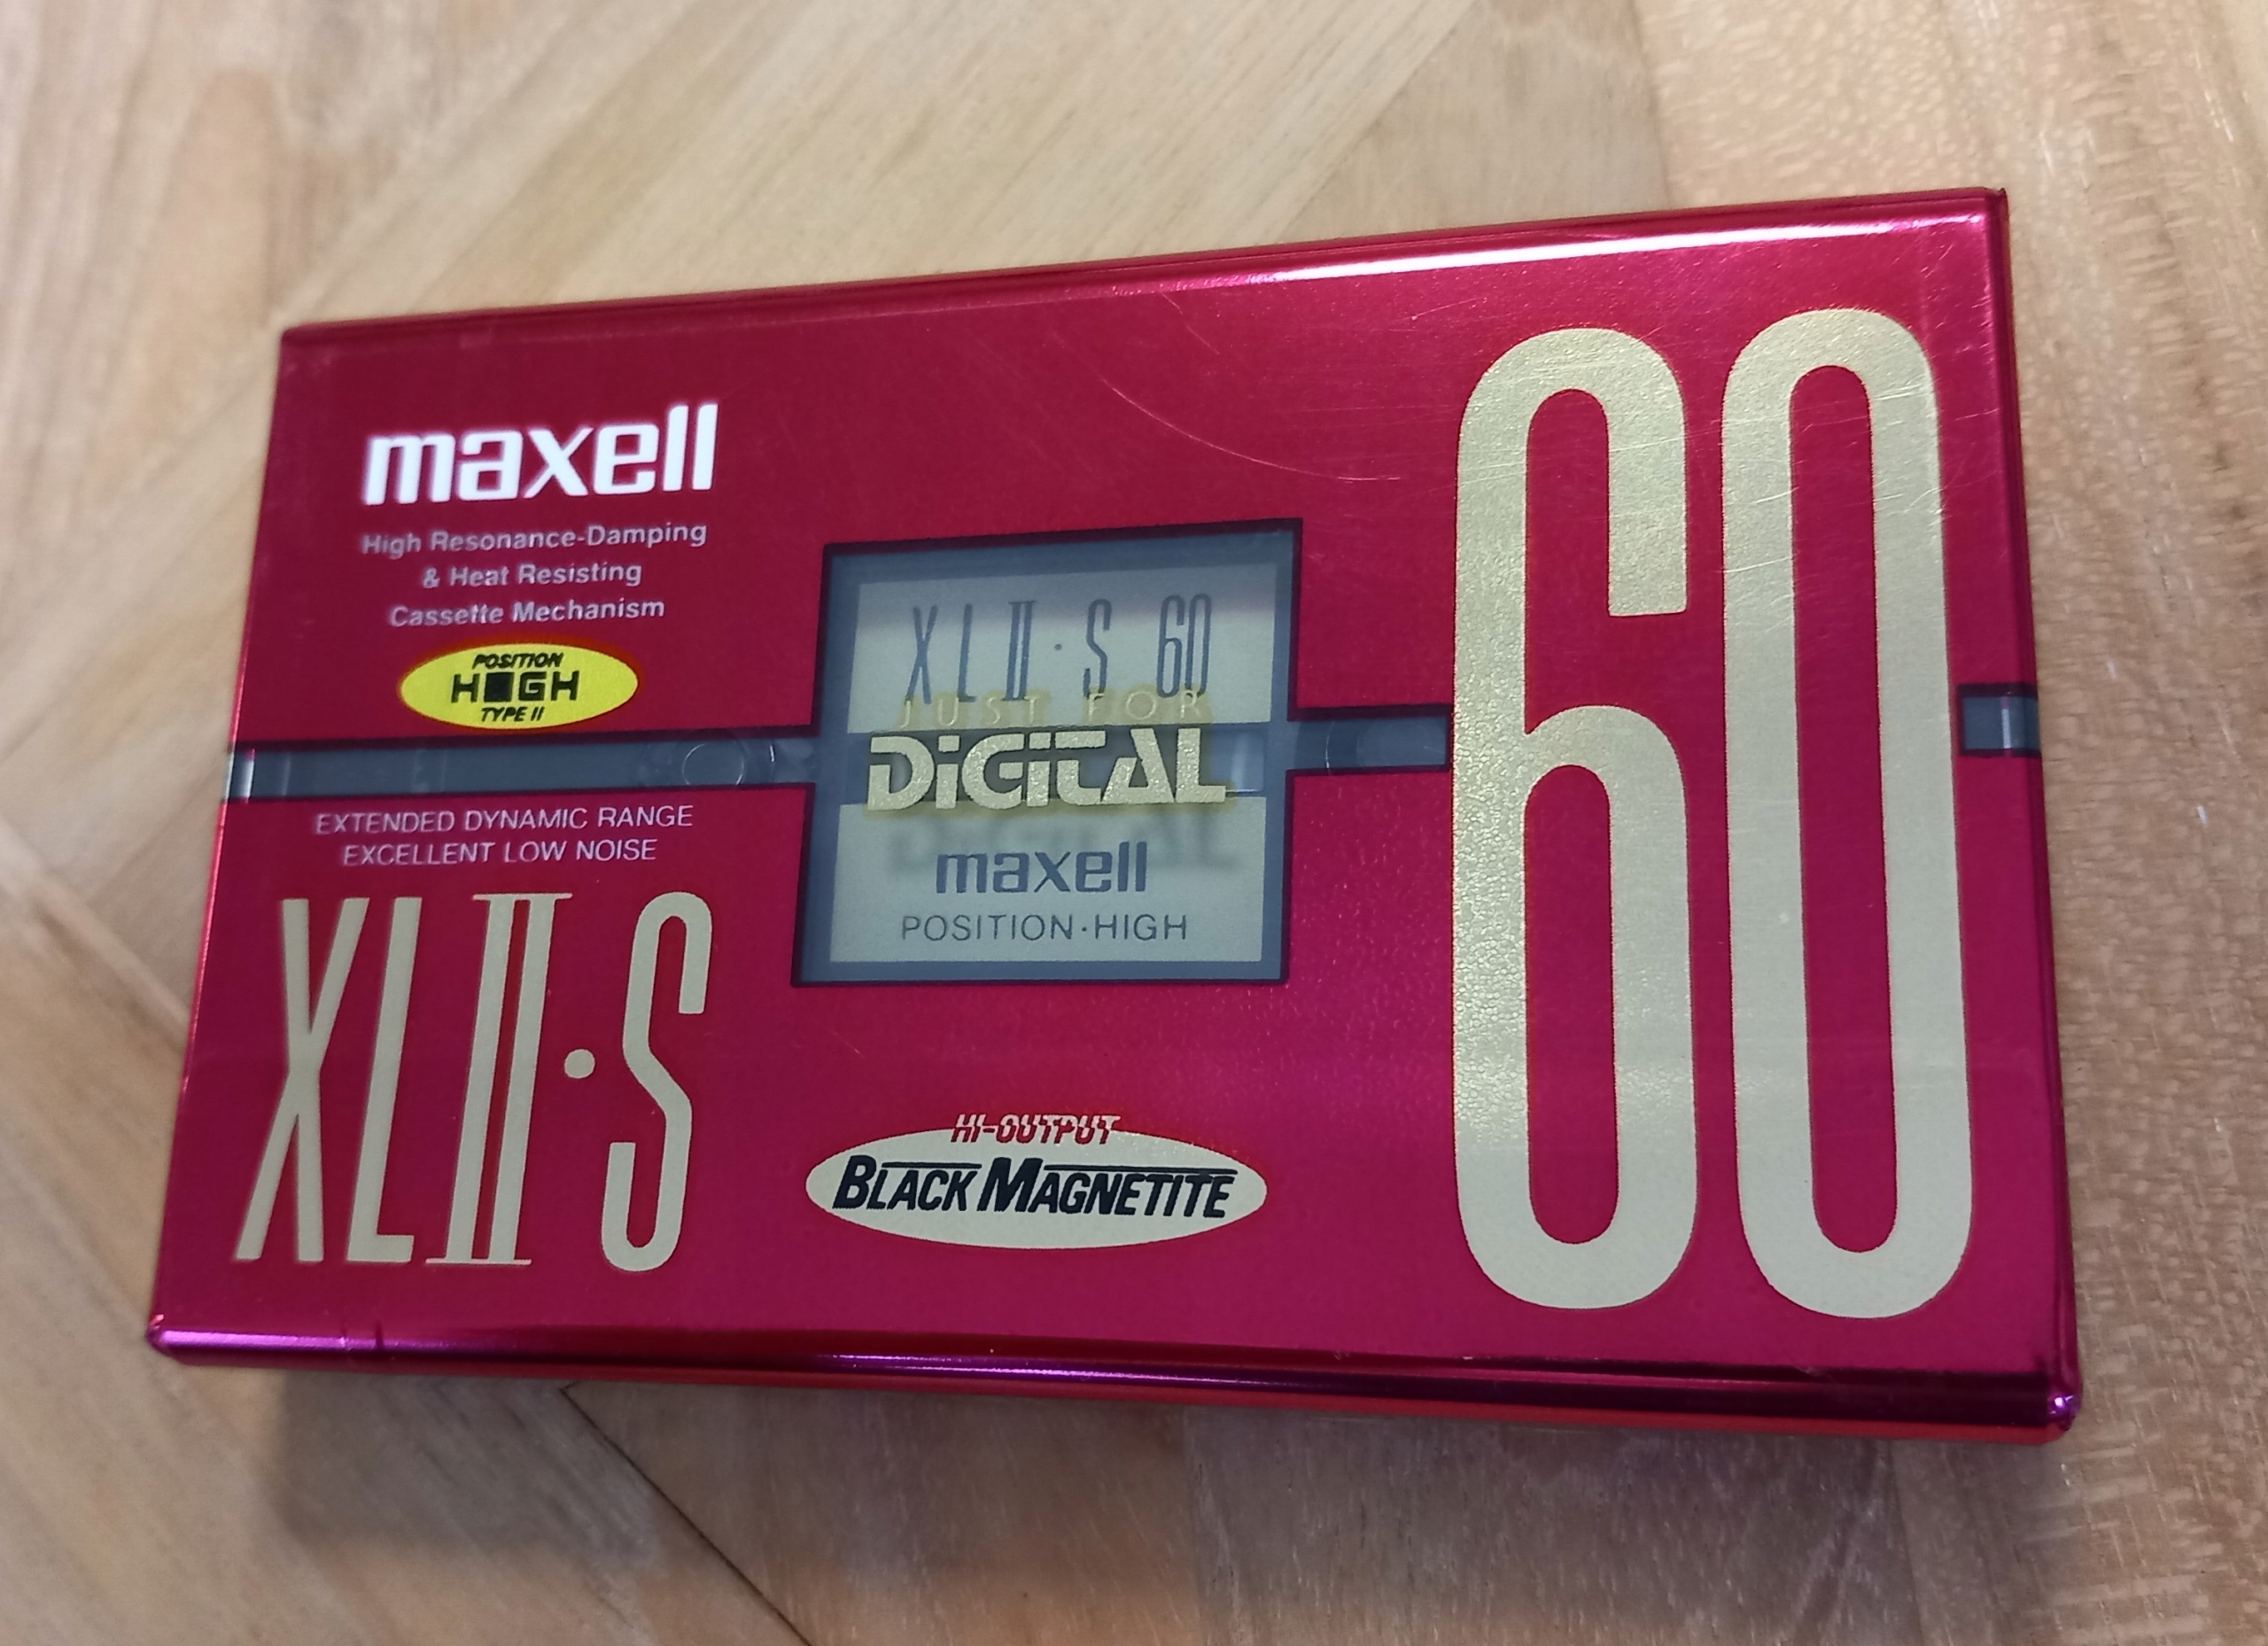 maxell
High Resonance-Damping
& Heat Resisting
Cassette Mechanism
POSITION
HIGH
TYPE II
EXTENDED DYNAMIC RANGE
EXCELLENT LOW NOISE
XLII·S
XLII·S 60
JUST FOR
DiGiTAL
maxell
POSITION·HIGH
HI-OUTPUT
BLACK MAGNETITE
60